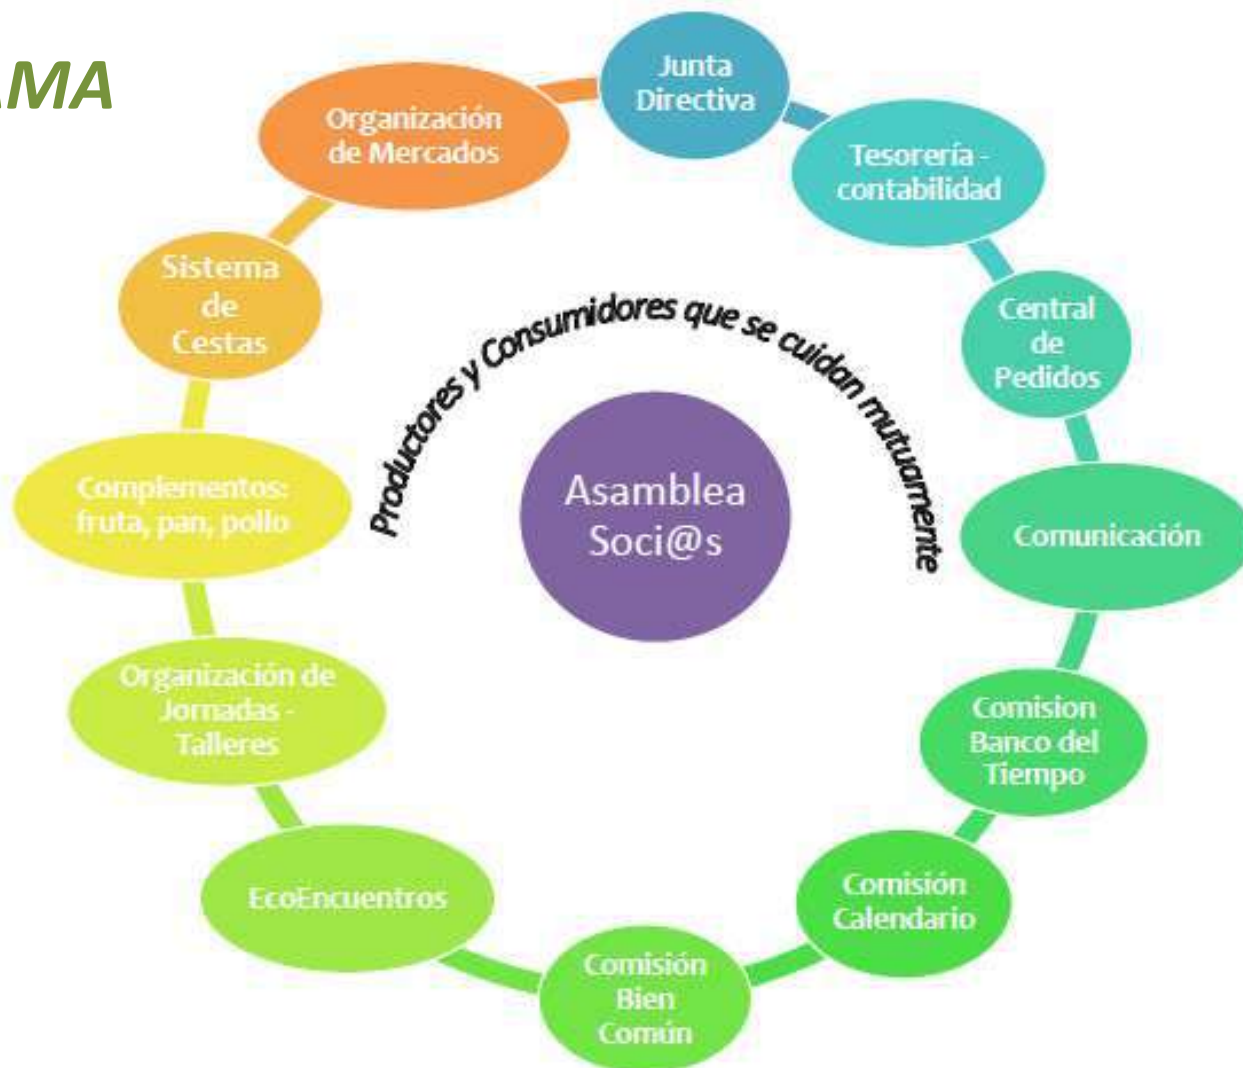 AMA
Junta
Directiva
Tesorería -
contabilidad
Central
de
Pedidos
Comunicación
Comision
Banco del
Tiempo
Comisión
Calendario
Comisión
Bien
Común
EcoEncuentros
Organización de
Jornadas -
Talleres
Complementos:
fruta, pan, pollo
Sistema
de
Cestas
Organización
de Mercados
Productores y Consumidores que se cuidan mutuamente
Asamblea
Soci@s